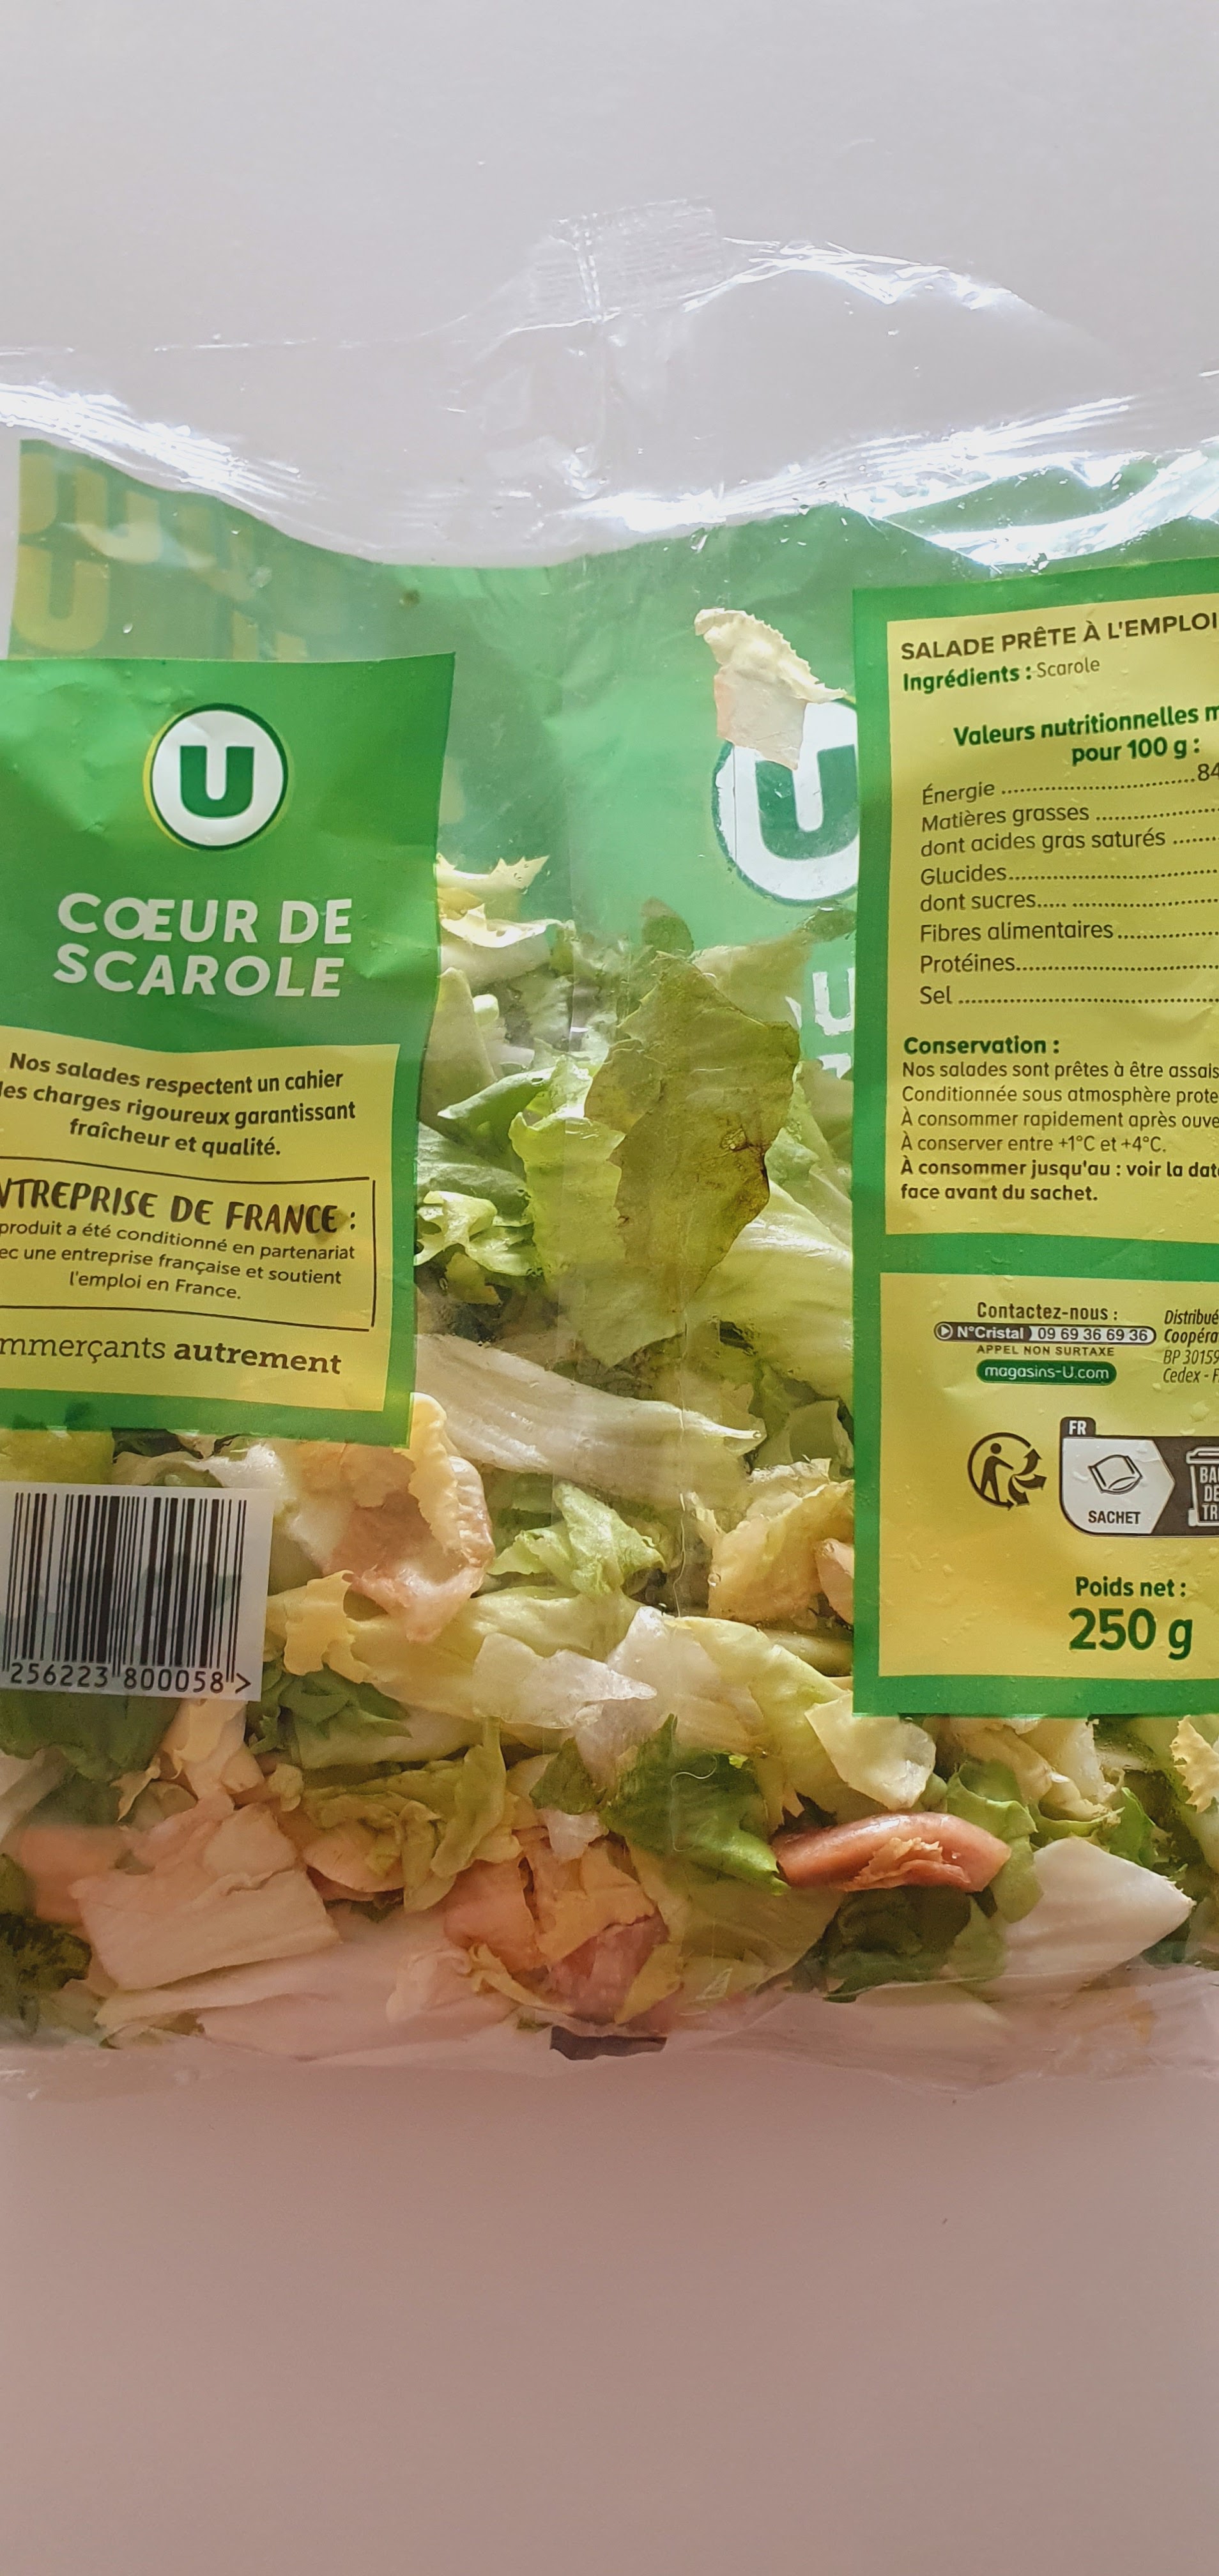 U
CŒUR DE
SCAROLE
Nos salades respectent un cahier
charges rigoureux garantissant
fraîcheur et qualité.
DE FRANCE :
produit a été conditionné en partenariat
une entreprise française et soutient
l'emploi en France.
autrement
256223 800058 >
U
SALADE PRÊTE À L'EMPLOI
Ingrédients : Scarole
Valeurs nutritionnelles
pour 100 g :
Énergie ..............................84
Matières grasses ....................
dont acides gras saturés ........
Glucides...................................
dont sucres..... ........................
Fibres alimentaires.................
Protéines..................................
Sel ...........................................
Conservation :
Nos salades sont prêtes à être
Conditionnée sous atmosphère
À consommer rapidement après
À conserver entre +1°C et +4°C.
À consommer jusqu'au : voir la
face avant du sachet.
Contactez-nous :
N°Cristal 09 69 36 69 36
APPEL NON SURTAXE
magasins-U.com
Distribué
BP 30159
Cedex -
FR
SACHET
Poids net :
250 g